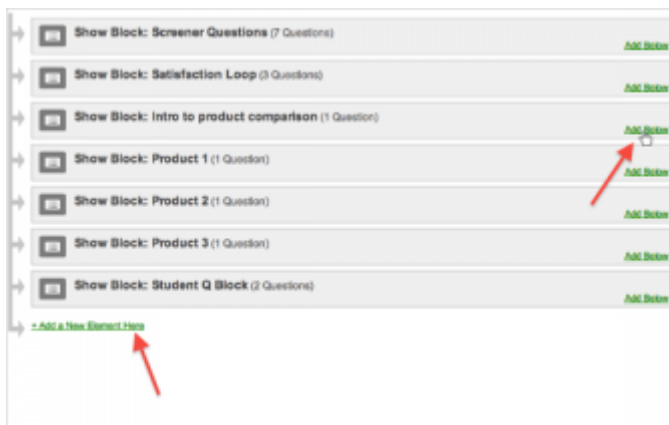 Show Block: Screener Questions (7 Questions)
Add Below
Show Block: Satisfaction Loop (3 Questions)
Add Below
Show Block: Intro to product comparison (1 Question)
Add Below
Show Block: Product 1 (1 Question)
Add Below
Show Block: Product 2 (1 Question)
Add Below
Show Block: Product 3 (1 Question)
Add Below
Show Block: Student Q Block (2 Questions)
Add Below
+ Add a New Element Here